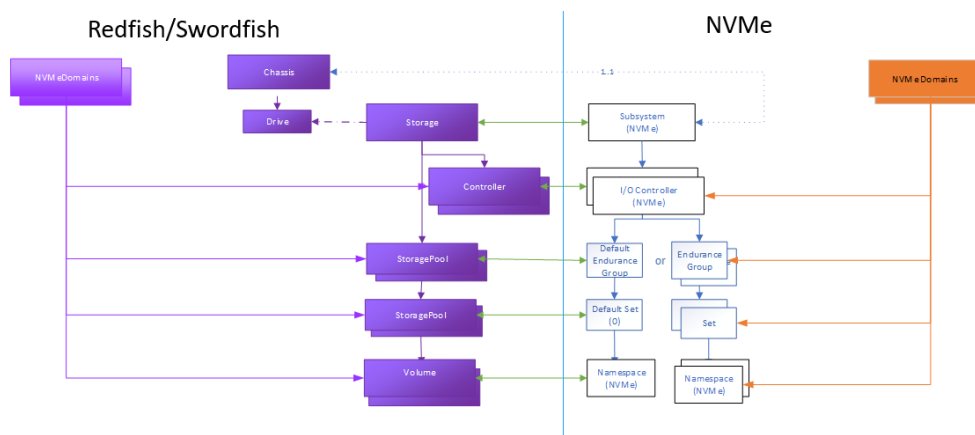 Redfish/Swordfish
NVMe
NVMeDomains
Chassis
1..1
NVMeDomains
Drive
Storage
Subsystem
(NVMe)
Controller
I/O Controller
(NVMe)
StoragePool
Default
Endurance
Group
or
Endurance
Group
StoragePool
Default Set
(0)
Set
Volume
Namespace
(NVMe)
Namespace
(NVMe)